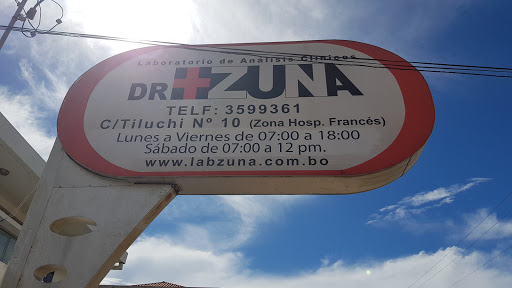 Laboratorio de Análisis Clínicos
DR ZUNA
TELF: 3599361
C/Tiluchi Nº 10 (Zona Hosp. Francés)
Lunes a Viernes de 07:00 a 18:00
Sábado de 07:00 a 12 pm.
www.labzuna.com.bo